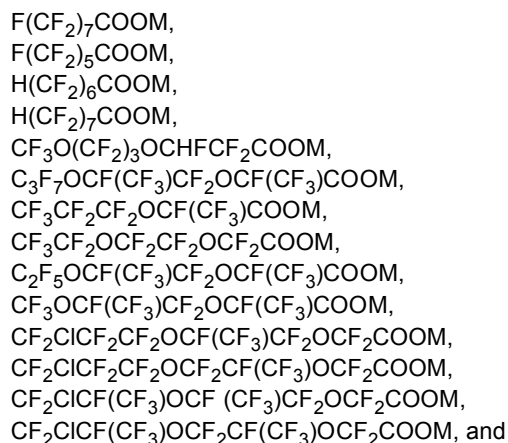 F(CF₂)₇COOM,
F(CF₂)₅COOM,
H(CF₂)₆COOM,
H(CF₂)₇COOM,
CF₃O(CF₂)₃OCHFCF₂COOM,
C₃F₇OCF(CF₃)CF₂OCF(CF₃)COOM,
CF₃CF₂CF₂OCF(CF₃)COOM,
CF₃CF₂OCF₂CF₂OCF₂COOM,
C₂F₅OCF(CF₃)CF₂OCF(CF₃)COOM,
CF₃OCF(CF₃)CF₂OCF(CF₃)COOM,
CF₂ClCF₂CF₂OCF(CF₃)CF₂OCF₂COOM,
CF₂ClCF₂CF₂OCF₂CF(CF₃)OCF₂COOM,
CF₂ClCF(CF₃)OCF (CF₃)CF₂OCF₂COOM,
CF₂ClCF(CF₃)OCF₂CF(CF₃)OCF₂COOM, and